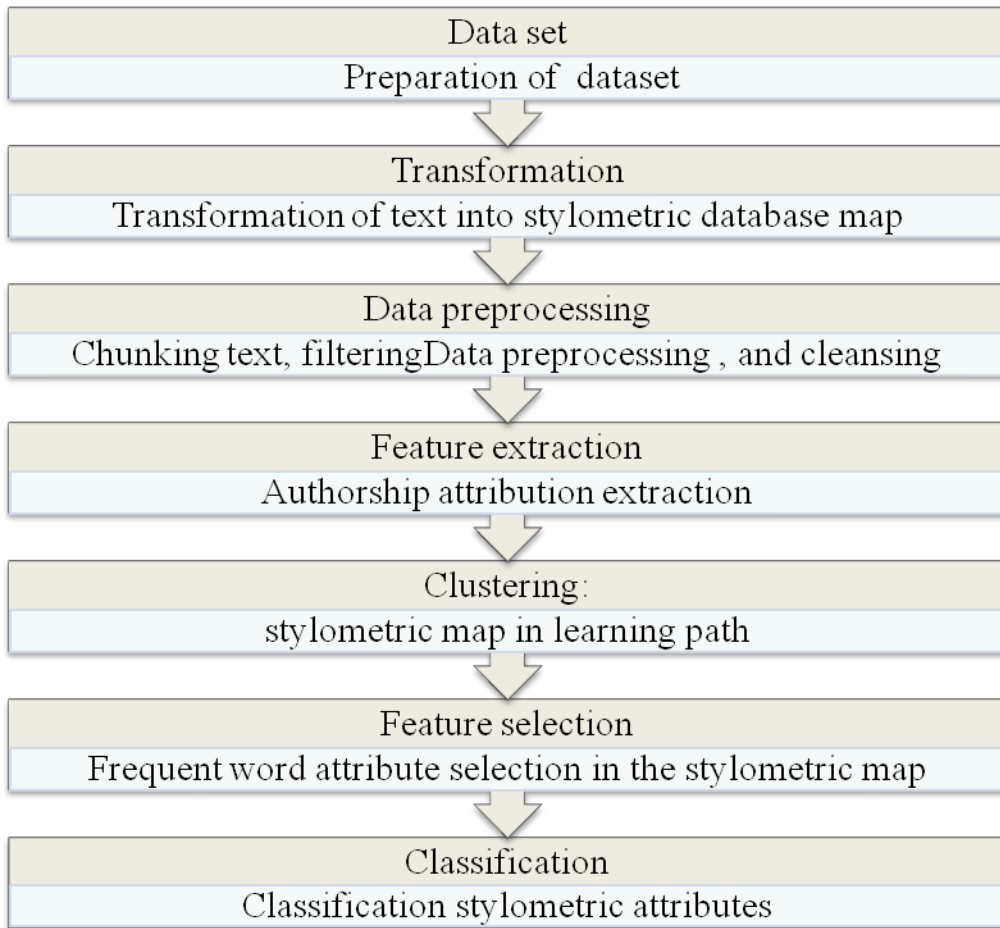 Data set
Preparation of dataset
Transformation
Transformation of text into stylometric database map
Data preprocessing
Chunking text, filteringData preprocessing , and cleansing
Feature extraction
Authorship attribution extraction
Clustering:
stylometric map in learning path
Feature selection
Frequent word attribute selection in the stylometric map
Classification
Classification stylometric attributes